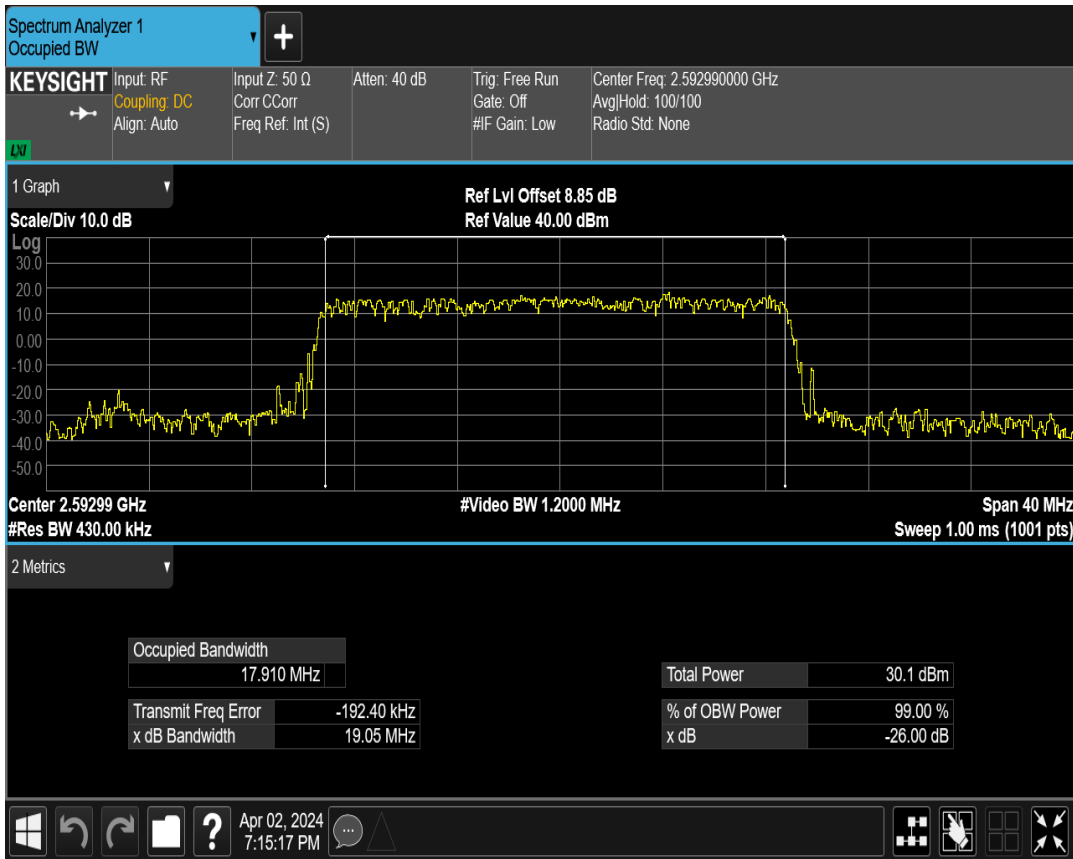 Spectrum Analyzer 1
Occupied BW
+
KEYSIGHT
LXI
Input: RF
Coupling: DC
Align: Auto
Input Z: 50 Ω
Corr CCorr
Freq Ref: Int (S)
Atten: 40 dB
Trig: Free Run
Gate: Off
#IF Gain: Low
Center Freq: 2.592990000 GHz
Avg|Hold: 100/100
Radio Std: None
1 Graph
Scale/Div 10.0 dB
Ref Lvl Offset 8.85 dB
Ref Value 40.00 dBm
Log
30.0
20.0
10.0
0.00
-10.0
-20.0
-30.0
-40.0
-50.0
Center 2.59299 GHz
#Video BW 1.2000 MHz
Span 40 MHz
#Res BW 430.00 kHz
Sweep 1.00 ms (1001 pts)
2 Metrics
Occupied Bandwidth
17.910 MHz
Total Power 30.1 dBm
Transmit Freq Error -192.40 kHz
% of OBW Power 99.00 %
x dB Bandwidth 19.05 MHz
x dB -26.00 dB
?
Apr 02, 2024
7:15:17 PM